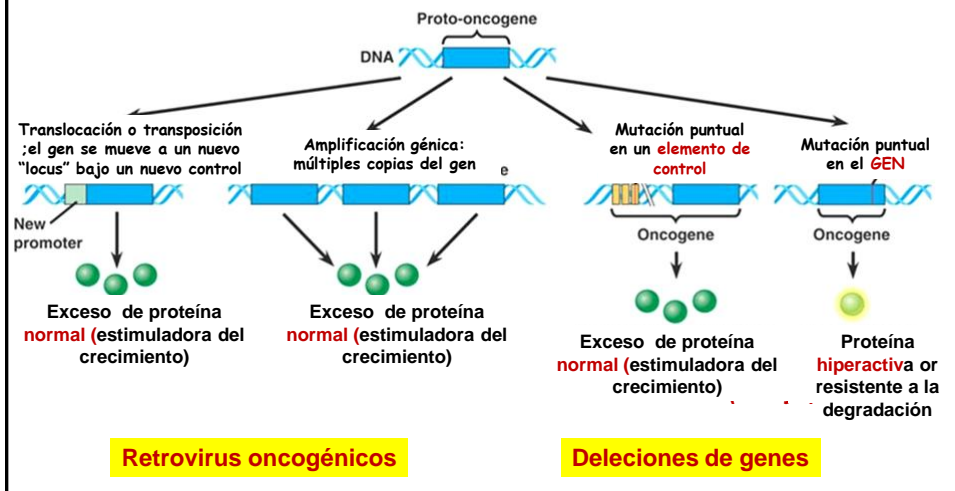 Proto-oncogene
DNA
Translocación o transposición
;el gen se mueve a un nuevo
“locus” bajo un nuevo control
New
promoter
Exceso de proteína
normal (estimuladora del
crecimiento)
Amplificación génica:
múltiples copias del gen
e
Exceso de proteína
normal (estimuladora del
crecimiento)
Mutación puntual
en un elemento de
control
Oncogene
Exceso de proteína
normal (estimuladora del
crecimiento)
Mutación puntual
en el GEN
Oncogene
Proteína
hiperactiva or
resistente a la
degradación
Retrovirus oncogénicos
Deleciones de genes